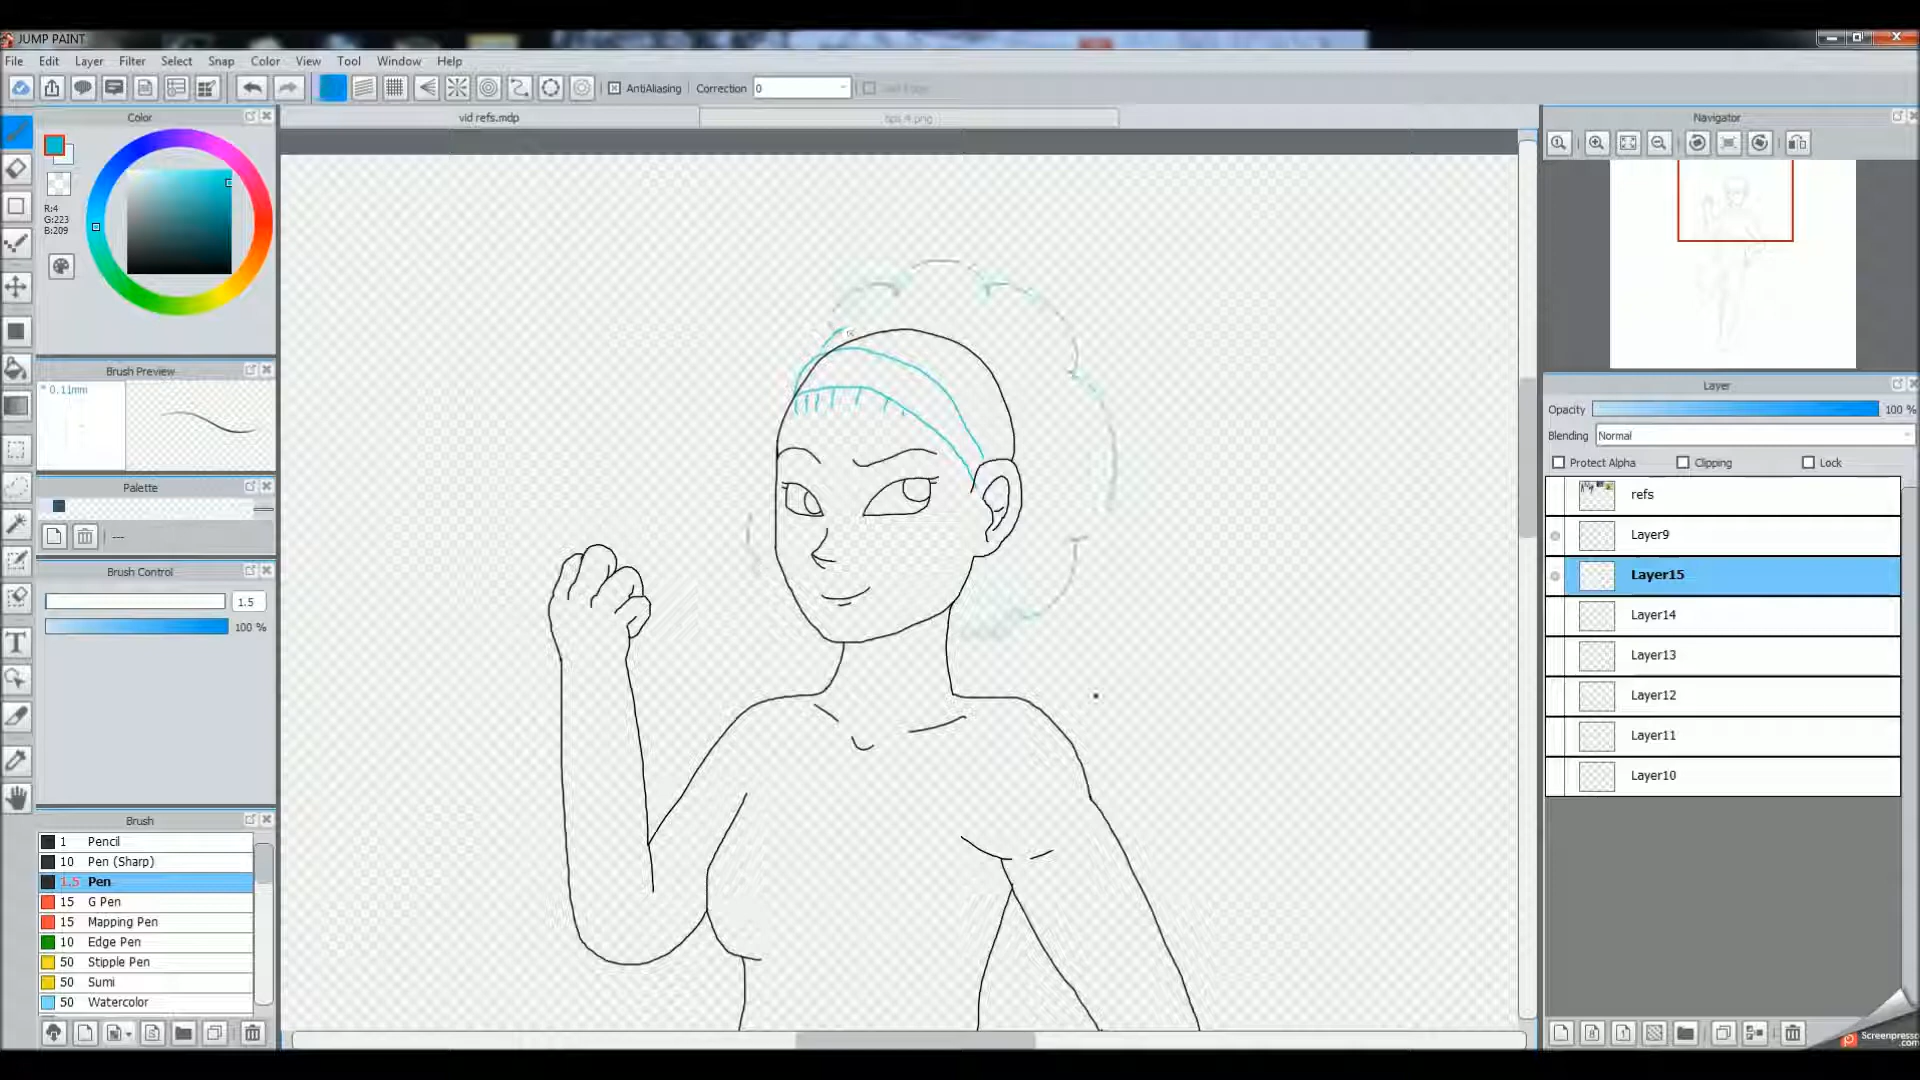 JUMP PAINT
File Edit Layer Filter Select Snap Color View Tool Window Help
AntiAliasing Correction 0
Color
vid refs.mdp
Navigator
R:4
G:223
B:209
Brush Preview
* 0.11mm
Layer
Opacity 100 %
Blending Normal
Protect Alpha Clipping Lock
Palette
refs
---
Layer9
Brush Control
Layer15
1.5
Layer14
100 %
Layer13
Layer12
Layer11
Layer10
Brush
1 Pencil
10 Pen (Sharp)
1.5 Pen
15 G Pen
15 Mapping Pen
10 Edge Pen
50 Stipple Pen
50 Sumi
50 Watercolor
.com